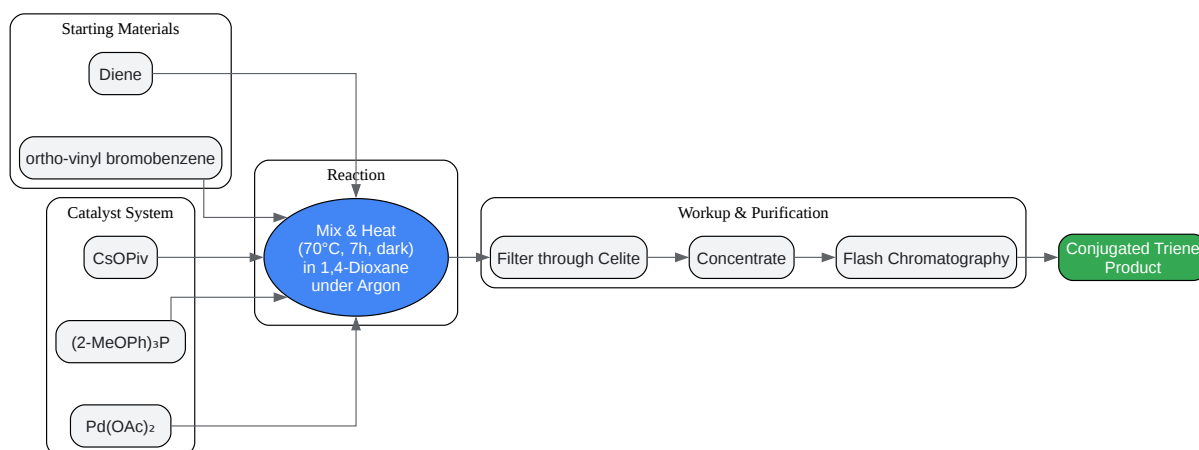 Starting Materials
Diene
ortho-vinyl bromobenzene
Catalyst System
CsOPiv
(2-MeOPh)₃P
Pd(OAc)₂
Reaction
Mix & Heat
(70°C, 7h, dark)
in 1,4-Dioxane
under Argon
Workup & Purification
Filter through Celite
Concentrate
Flash Chromatography
Conjugated Triene
Product